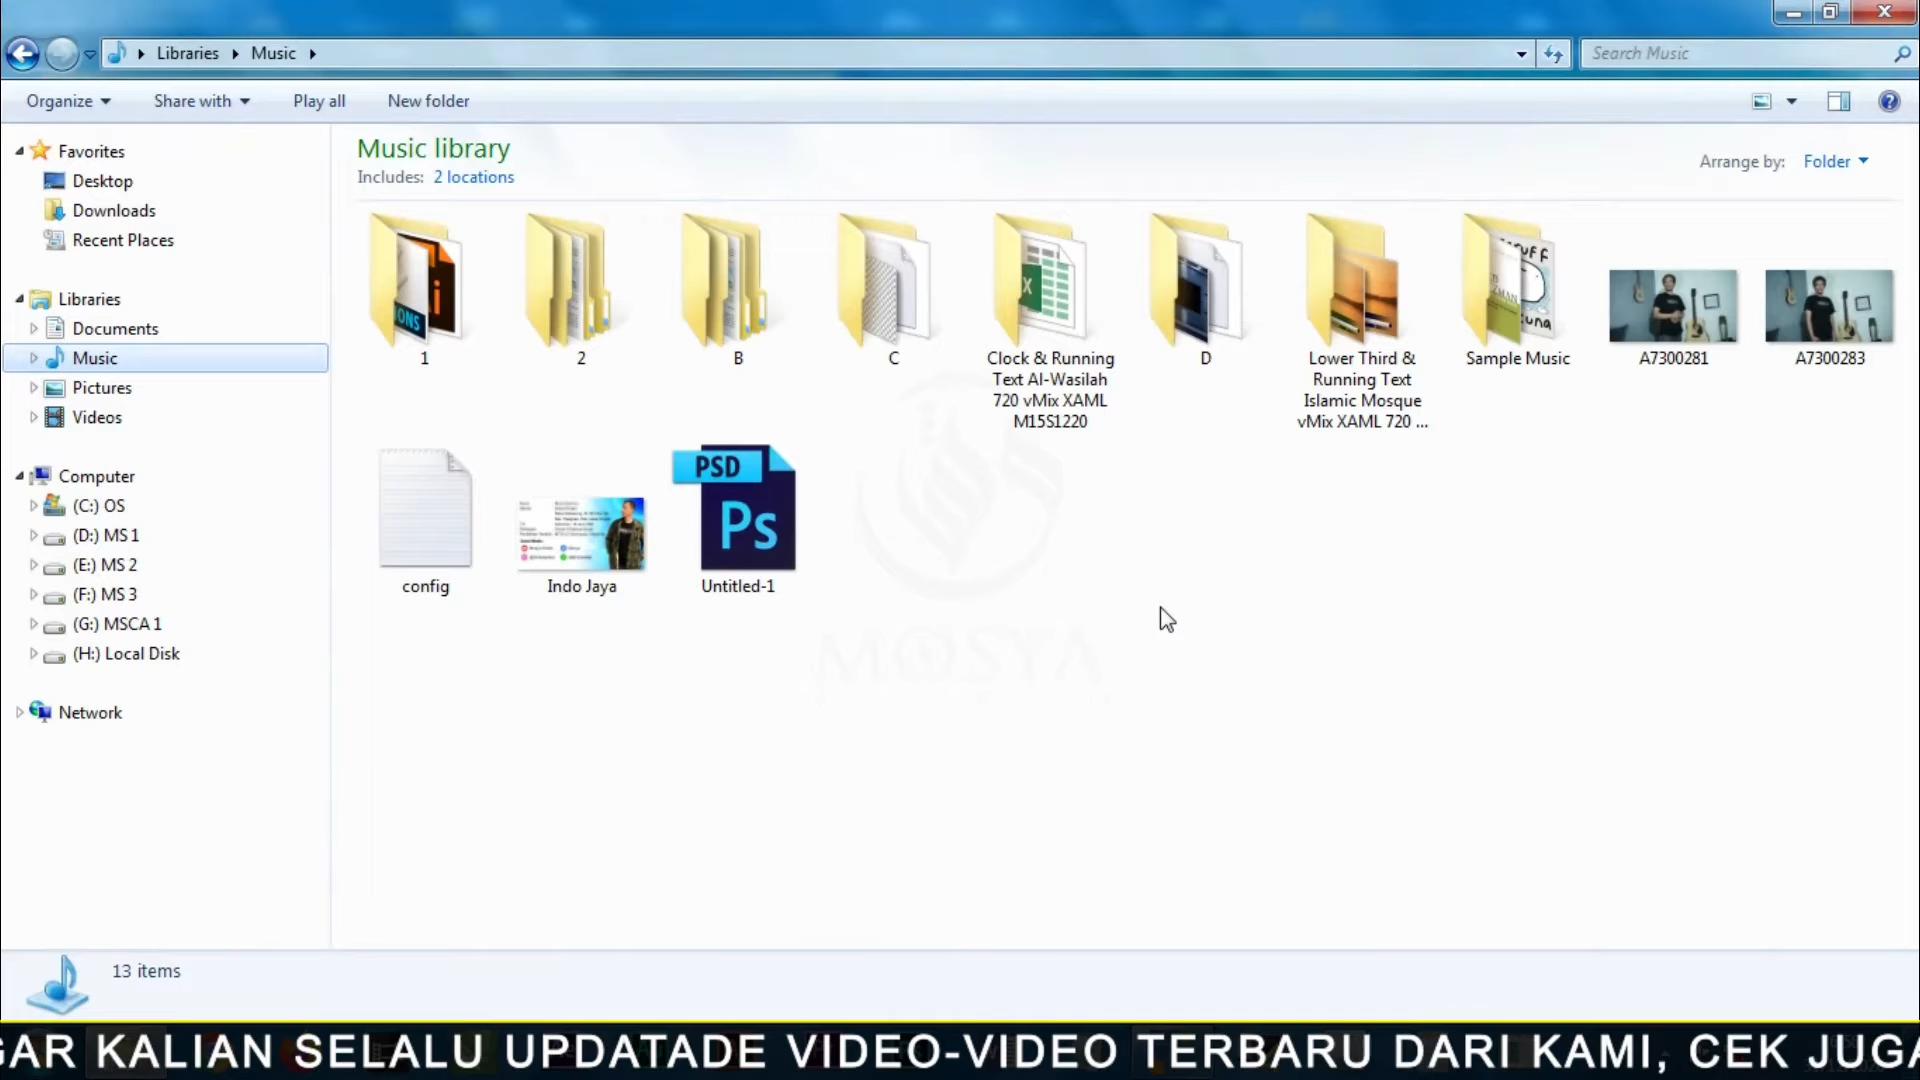 Libraries Music
Search Music
Organize Share with Play all New folder
Favorites
Desktop
Downloads
Recent Places
Libraries
Documents
Music
Pictures
Videos
Computer
(C:) OS
(D:) MS 1
(E:) MS 2
(F:) MS 3
(G:) MSCA 1
(H:) Local Disk
Network
Music library
Includes: 2 locations
Arrange by: Folder
1
2
B
C
Clock & Running
Text Al-Wasilah
720 vMix XAML
M15S1220
D
Lower Third &
Running Text
Islamic Mosque
vMix XAML 720 ...
Sample Music
A7300281
A7300283
config
Indo Jaya
PSD
Ps
Untitled-1
MOSYA
13 items
GAR KALIAN SELALU UPDATADE VIDEO-VIDEO TERBARU DARI KAMI, CEK JUGA